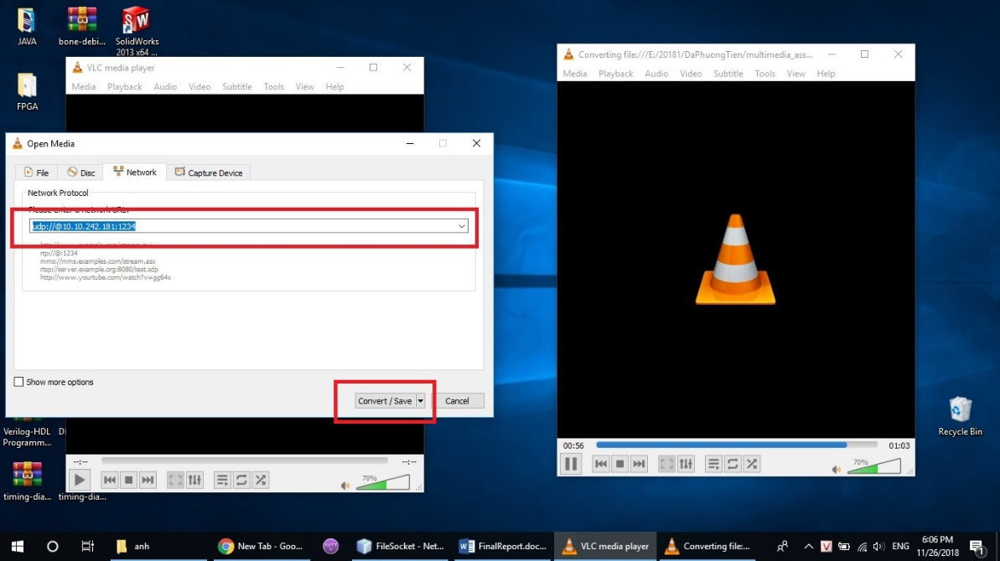 JAVA
bone-debi...
SolidWorks
2013 x64 ...
FPGA
VLC media player
Media Playback Audio Video Subtitle Tools View Help
Converting file:///E:/20181/DaPhuongTien/multimedia_ass...
Media Playback Audio Video Subtitle Tools View Help
Open Media
File Disc Network Capture Device
Network Protocol
Please enter a network URL:
udp://@10.10.242.181:1234
http://www.example.com/stream.avi
rtp://@:1234
mms://mms.examples.com/stream.asx
rtsp://server.example.org:8080/test.sdp
http://www.youtube.com/watch?v=gg64x
Show more options
Convert / Save Cancel
Verilog-HDL
Programm...
timing-dia... timing-dia...
--:-- --:--
70%
00:56 01:03
70%
Recycle Bin
anh
New Tab - Goo...
FileSocket - Net...
FinalReport.doc...
VLC media player
Converting file:...
ENG
6:06 PM
11/26/2018
1